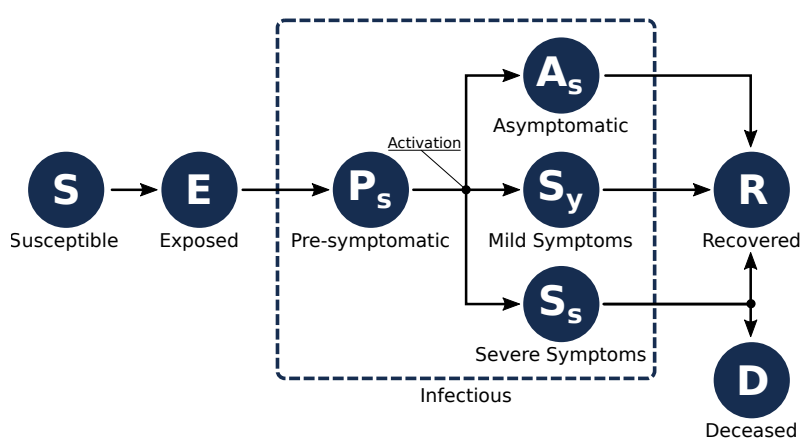 As
Asymptomatic
Activation
S
Susceptible
E
Exposed
Ps
Pre-symptomatic
Sy
Mild Symptoms
R
Recovered
Ss
Severe Symptoms
D
Deceased
Infectious